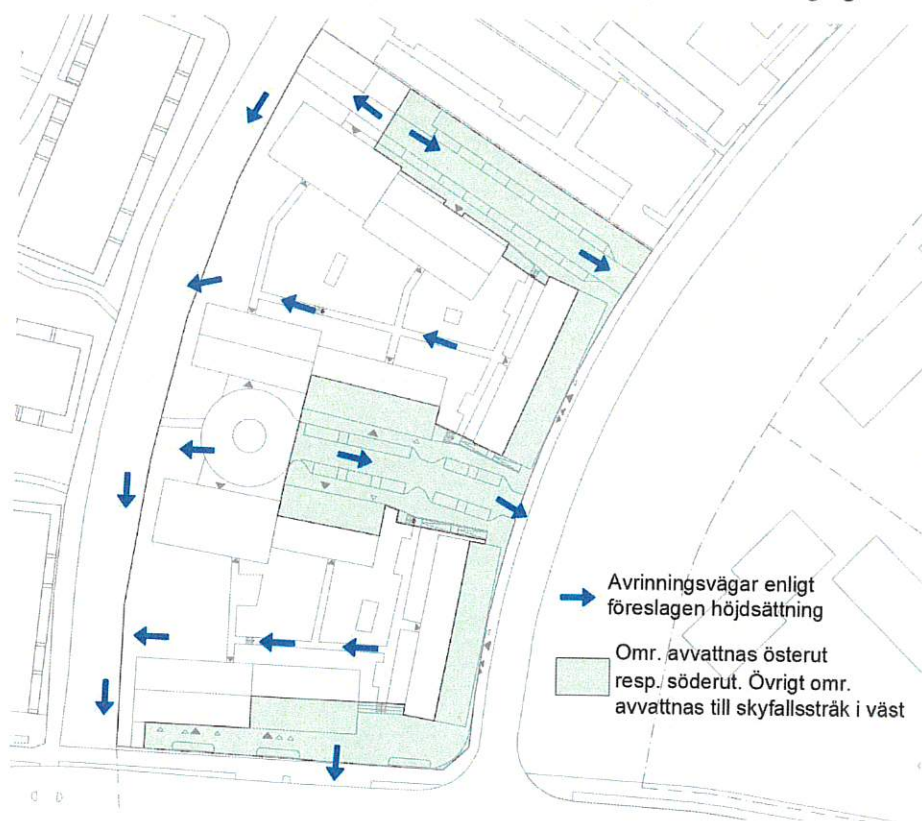 Avrinningsvägar enligt
föreslagen höjdsättning
Omr. avvattnas österut
resp. söderut. Övrigt omr.
avvattnas till skyfallsstråk i väst